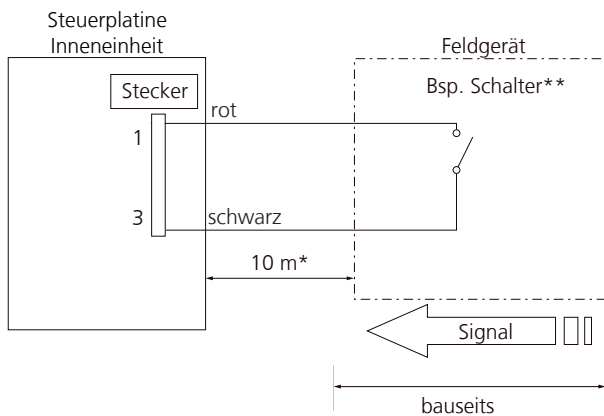 Steuerplatine
Inneneinheit
Feldgerät
Stecker
Bsp. Schalter**
rot
1
3
schwarz
10 m*
Signal
bauseits